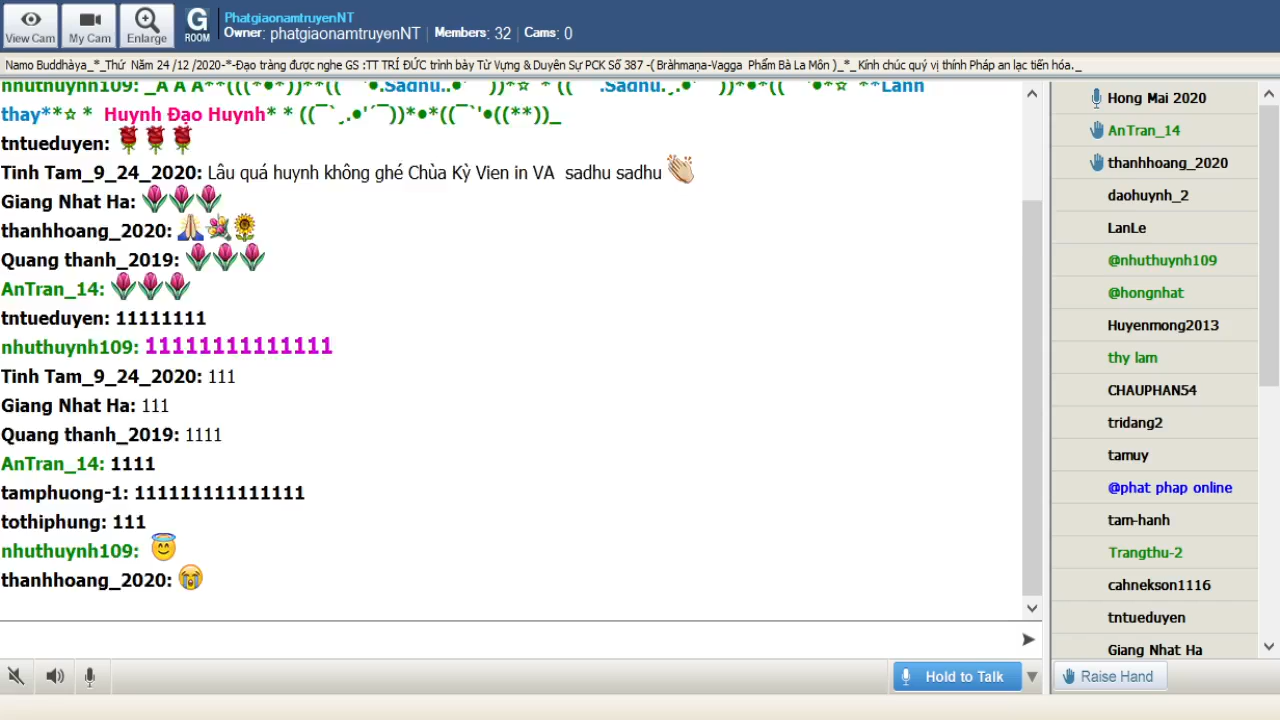 View Cam
My Cam
Enlarge
G
ROOM
PhatgiaonamtruyenNT
Owner: phatgiaonamtruyenNT | Members: 32 | Cams: 0
Namo Buddhàya_*_Thứ Năm 24 /12 /2020-*-Đạo tràng được nghe GS :TT TRÍ ĐỨC trình bày Từ Vựng & Duyên Sự PCK Số 387 -( Brāhmaṇa-Vagga Phẩm Bà La Môn )_*_ Kính chúc quý vị thính Pháp an lạc tiến hóa._
thay**☆ * Huynh Đạo Huynh* * ((¯`¸.•'´¯))*•*((¯`'•((**))_
tntueduyen:
Tinh Tam_9_24_2020: Lâu quá huynh không ghé Chùa Kỳ Vien in VA sadhu sadhu
Giang Nhat Ha:
thanhhoang_2020:
Quang thanh_2019:
AnTran_14:
tntueduyen: 11111111
nhuthuynh109: 11111111111111
Tinh Tam_9_24_2020: 111
Giang Nhat Ha: 111
Quang thanh_2019: 1111
AnTran_14: 1111
tamphuong-1: 111111111111111
tothiphung: 111
nhuthuynh109:
thanhhoang_2020:
Hold to Talk
Hong Mai 2020
AnTran_14
thanhhoang_2020
daohuynh_2
LanLe
@nhuthuynh109
@hongnhat
Huyenmong2013
thy lam
CHAUPHAN54
tridang2
tamuy
@phat phap online
tam-hanh
Trangthu-2
cahnekson1116
tntueduyen
Giang Nhat Ha
Raise Hand